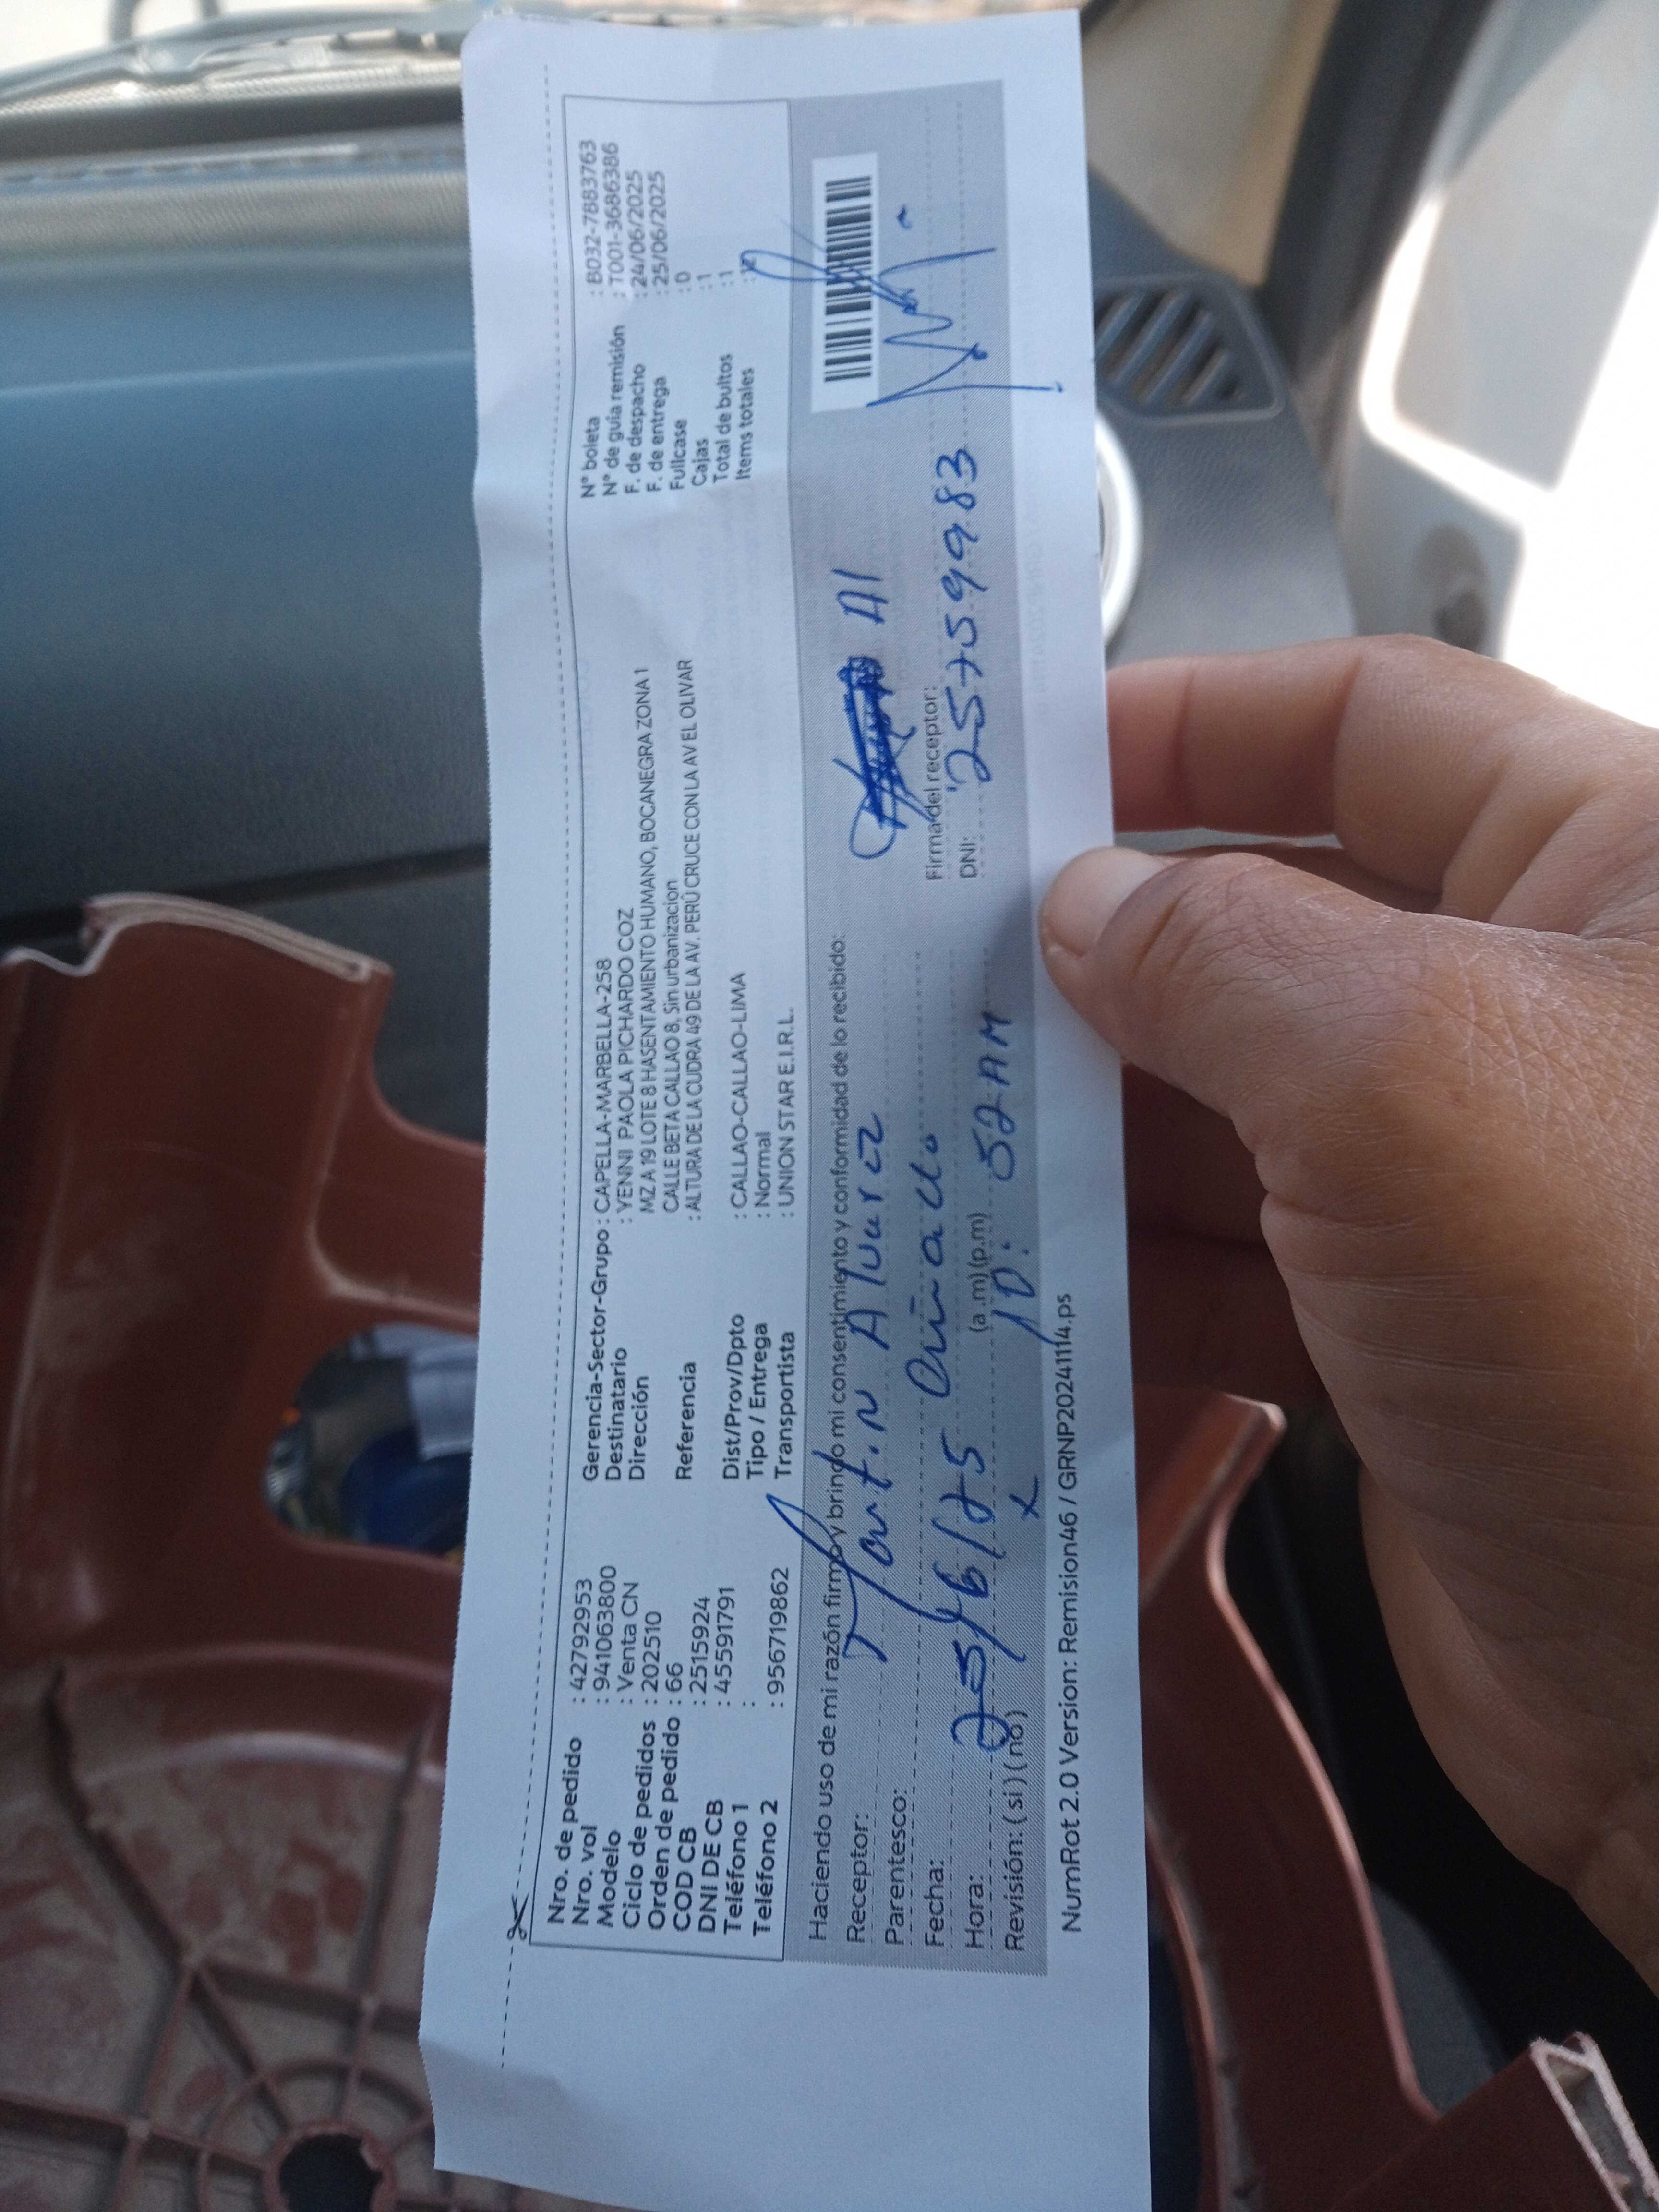 Nro. de pedido : 42792953
Nro. vol : 941063800
Modelo : Venta CN
Ciclo de pedidos : 202510
Orden de pedido : 66
COD CB : 2515924
DNI DE CB : 45591791
Teléfono 1 :
Teléfono 2 : 956719862
Gerencia-Sector-Grupo : CAPELLA-MARBELLA-258
Destinatario : YENNI PAOLA PICHARDO COZ
Dirección MZ A 19 LOTE 8 HASENTAMIENTO HUMANO, BOCANEGRA ZONA 1
CALLE BETA CALLAO 8, Sin urbanizacion
Referencia : ALTURA DE LA CUDRA 49 DE LA AV. PERÚ CRUCE CON LA AV EL OLIVAR
Dist/Prov/Dpto : CALLAO-CALLAO-LIMA
Tipo / Entrega : Normal
Transportista : UNION STAR E.I.R.L.
N° boleta : B032-7883763
N° de guía remisión : T001-3686386
F. de despacho : 24/06/2025
F. de entrega : 25/06/2025
Fullcase : 0
Cajas : 1
Total de bultos : 1
Items totales
Haciendo uso de mi razón firmo y brindo mi consentimiento y conformidad de lo recibido:
Receptor:
Parentesco:
Fecha: 25/6/25
Hora: (a.m) (p.m) 10:52 AM
Revisión: ( si ) ( no ) x
Firma del receptor:
DNI: 25759983
NumRot 2.0 Version: Remision46 / GRNP20241114.ps